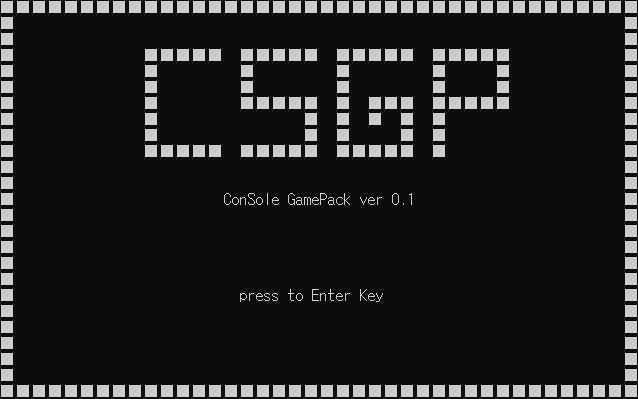 CSGP
ConSole GamePack ver 0.1
press to Enter Key